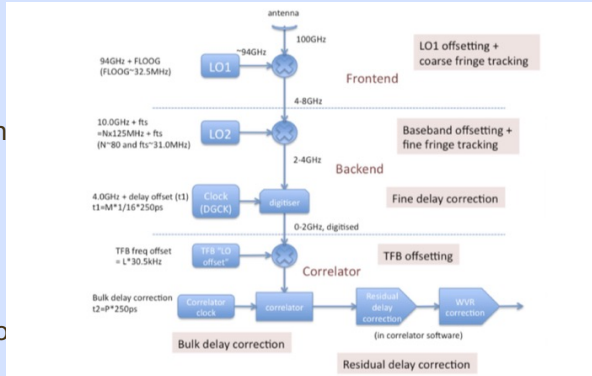 antenna
100GHz
~94GHz
94GHz + FLOOG
(FLOOG~32.5MHz)
LO1
LO1 offsetting +
coarse fringe tracking
Frontend
4-8GHz
10.0GHz + fts
=Nx125MHz + fts
(N~80 and fts~31.0MHz)
LO2
Baseband offsetting +
fine fringe tracking
2-4GHz
Backend
4.0GHz + delay offset (t1)
t1=M*1/16*250ps
Clock
(DGCK)
digitiser
Fine delay correction
0-2GHz, digitised
TFB freq offset
= L*30.5kHz
TFB "LO
offset"
TFB offsetting
Correlator
Bulk delay correction
t2=P*250ps
Correlator
clock
correlator
Residual
delay
correction
WVR
correction
(in correlator software)
Bulk delay correction
Residual delay correction